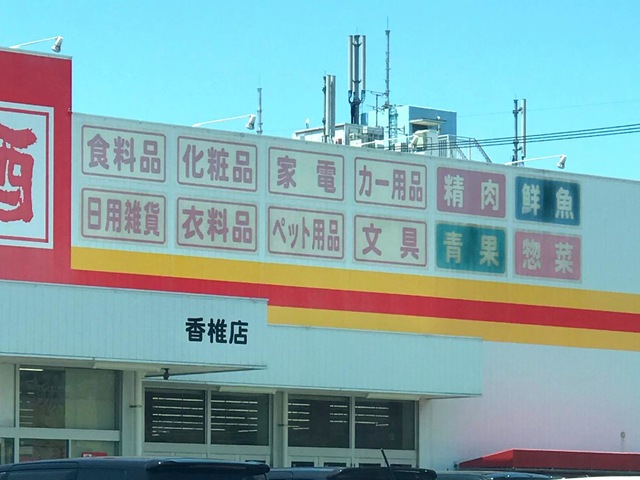 酒
食料品 化粧品 家電 カー用品 精肉 鮮魚
日用雑貨 衣料品 ペット用品 文具 青果 惣菜
香椎店